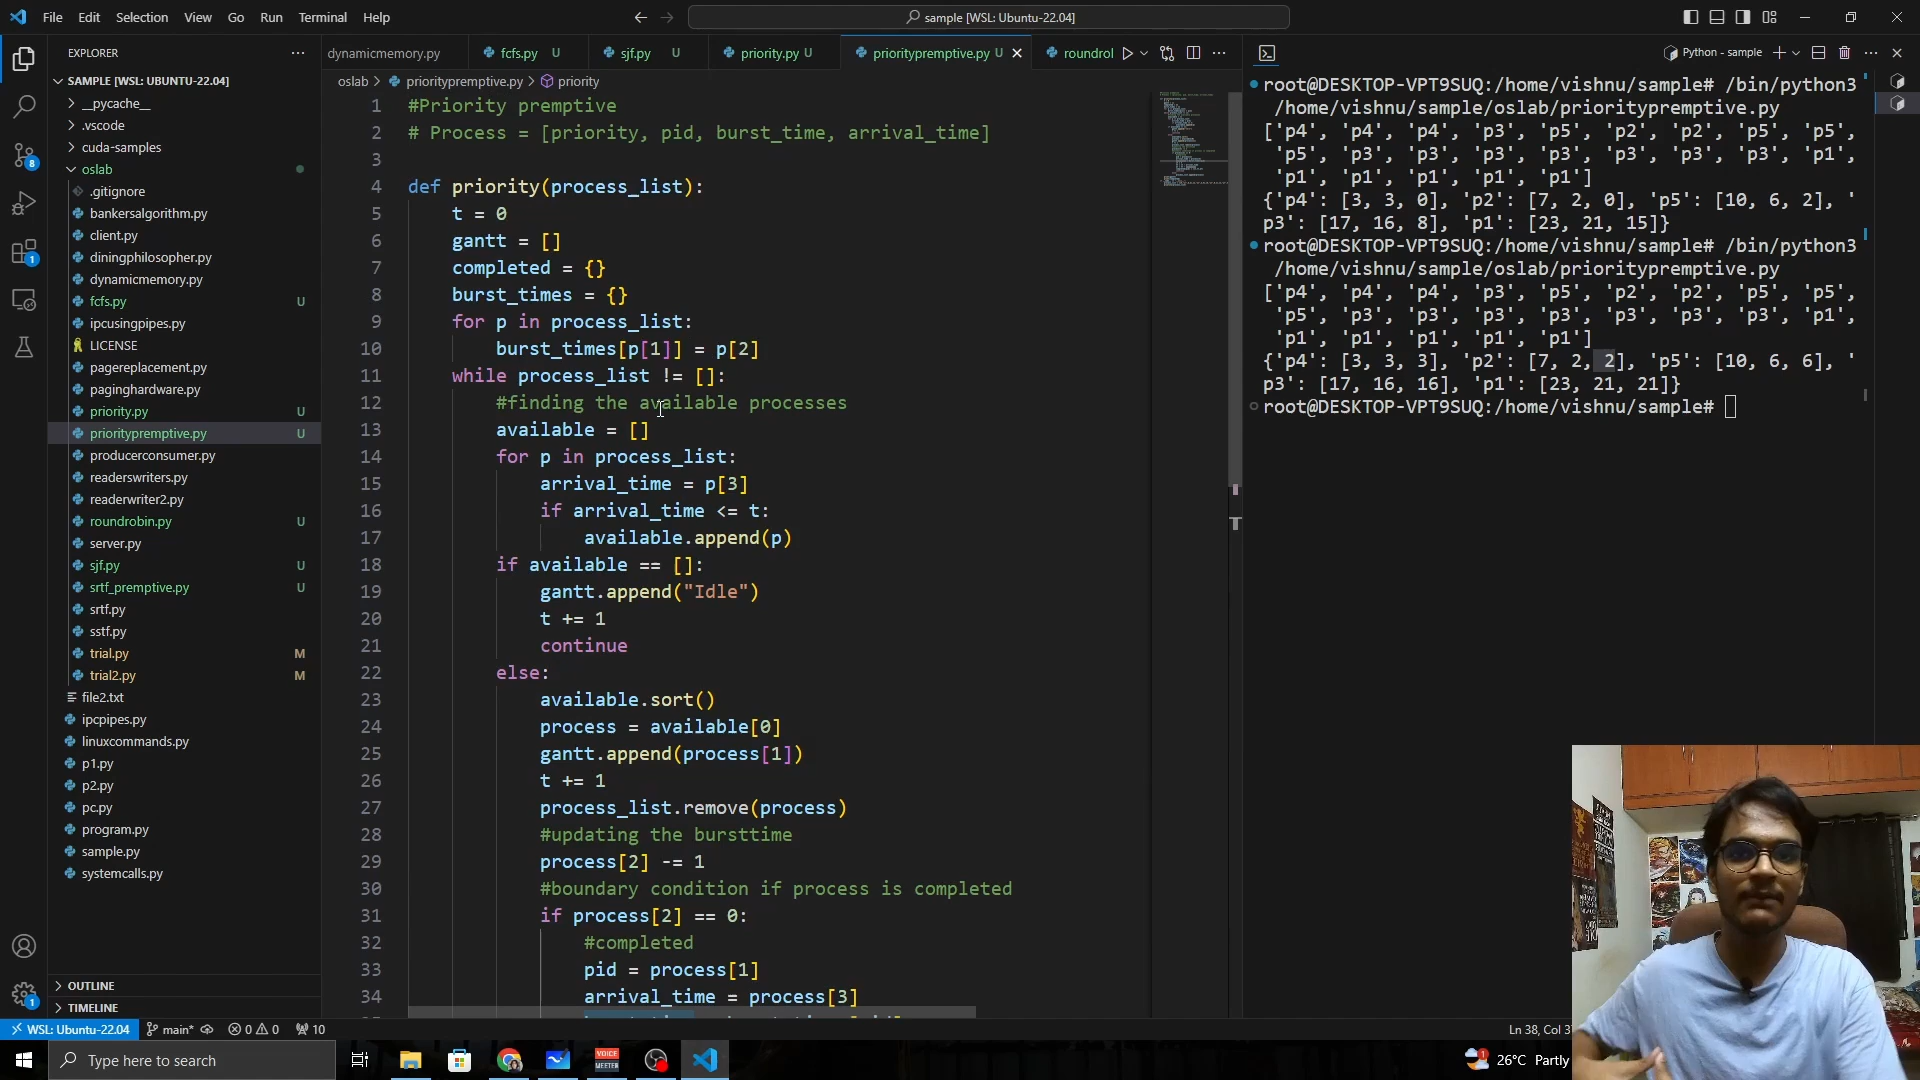 File Edit Selection View Go Run Terminal Help
sample [WSL: Ubuntu-22.04]
EXPLORER
SAMPLE [WSL: UBUNTU-22.04]
__pycache__
.vscode
cuda-samples
oslab
.gitignore
bankersalgorithm.py
client.py
diningphilosopher.py
dynamicmemory.py
fcfs.py U
ipcusingpipes.py
LICENSE
pagereplacement.py
paginghardware.py
priority.py U
prioritypremptive.py U
producerconsumer.py
readerswriters.py
readerwriter2.py
roundrobin.py U
server.py
sjf.py U
srtf_premptive.py U
srtf.py
sstf.py
trial.py M
trial2.py M
file2.txt
ipcpipes.py
linuxcommands.py
p1.py
p2.py
pc.py
program.py
sample.py
systemcalls.py
OUTLINE
TIMELINE
8
1
1
dynamicmemory.py fcfs.py U sjf.py U priority.py U prioritypremptive.py U roundrol
oslab > prioritypremptive.py > priority
1 #Priority premptive
2 # Process = [priority, pid, burst_time, arrival_time]
3
4 def priority(process_list):
5 t = 0
6 gantt = []
7 completed = {}
8 burst_times = {}
9 for p in process_list:
10 burst_times[p[1]] = p[2]
11 while process_list != []:
12 #finding the available processes
13 available = []
14 for p in process_list:
15 arrival_time = p[3]
16 if arrival_time <= t:
17 available.append(p)
18 if available == []:
19 gantt.append("Idle")
20 t += 1
21 continue
22 else:
23 available.sort()
24 process = available[0]
25 gantt.append(process[1])
26 t += 1
27 process_list.remove(process)
28 #updating the bursttime
29 process[2] -= 1
30 #boundary condition if process is completed
31 if process[2] == 0:
32 #completed
33 pid = process[1]
34 arrival_time = process[3]
Python - sample
root@DESKTOP-VPT9SUQ:/home/vishnu/sample# /bin/python3
/home/vishnu/sample/oslab/prioritypremptive.py
['p4', 'p4', 'p4', 'p3', 'p5', 'p2', 'p2', 'p5', 'p5',
'p5', 'p3', 'p3', 'p3', 'p3', 'p3', 'p3', 'p3', 'p1',
'p1', 'p1', 'p1', 'p1', 'p1']
{'p4': [3, 3, 0], 'p2': [7, 2, 0], 'p5': [10, 6, 2], '
p3': [17, 16, 8], 'p1': [23, 21, 15]}
root@DESKTOP-VPT9SUQ:/home/vishnu/sample# /bin/python3
/home/vishnu/sample/oslab/prioritypremptive.py
['p4', 'p4', 'p4', 'p3', 'p5', 'p2', 'p2', 'p5', 'p5',
'p5', 'p3', 'p3', 'p3', 'p3', 'p3', 'p3', 'p3', 'p1',
'p1', 'p1', 'p1', 'p1', 'p1']
{'p4': [3, 3, 3], 'p2': [7, 2, 2], 'p5': [10, 6, 6], '
p3': [17, 16, 16], 'p1': [23, 21, 21]}
root@DESKTOP-VPT9SUQ:/home/vishnu/sample#
WSL: Ubuntu-22.04 main* 0 0 10
Ln 38, Col 3
Type here to search
VOICE
MEETER
1
26°C Partly